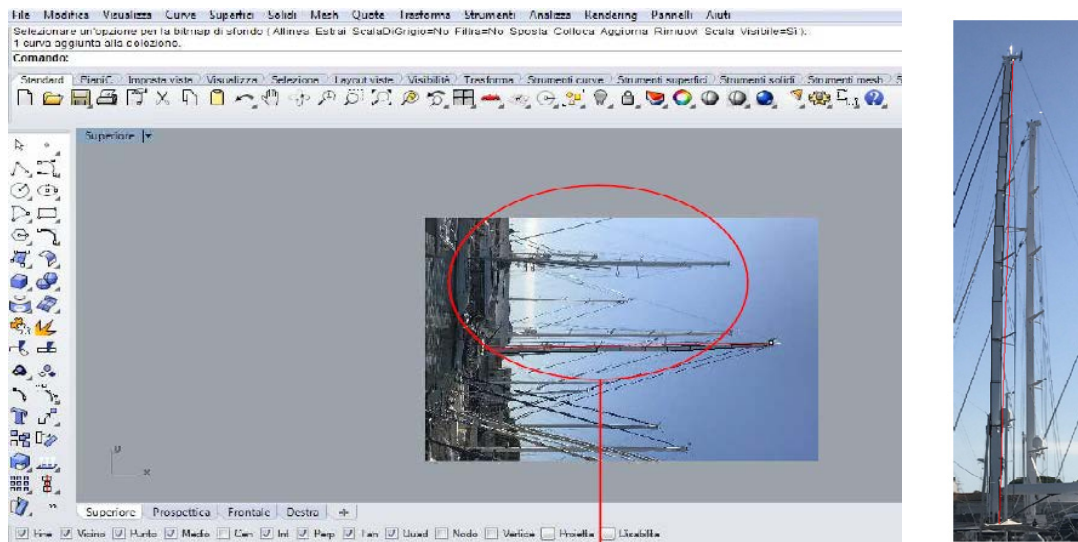 File Modifica Visualizza Curve Superfici Solidi Mesh Quote Trasforma Strumenti Analizza Rendering Pannelli Aiuti
Selezionare un'opzione per la bitmap di sfondo ( Allinea Estrai ScalaDiGrigio=No Filtra=No Sposta Colloca Aggiorna Rimuovi Scala Visibile=Sì ):
1 curva aggiunta alla selezione.
Comando:
Standard PianiC Imposta vista Visualizza Seleziona Layout viste Visibilità Trasforma Strumenti curve Strumenti superfici Strumenti solidi Strumenti mesh
Superiore
y
x
Superiore Prospettica Frontale Destra
Fine Vicino Punto Medio Cen Int Perp Tan Quad Nodo Vertice Proietta Disabilita